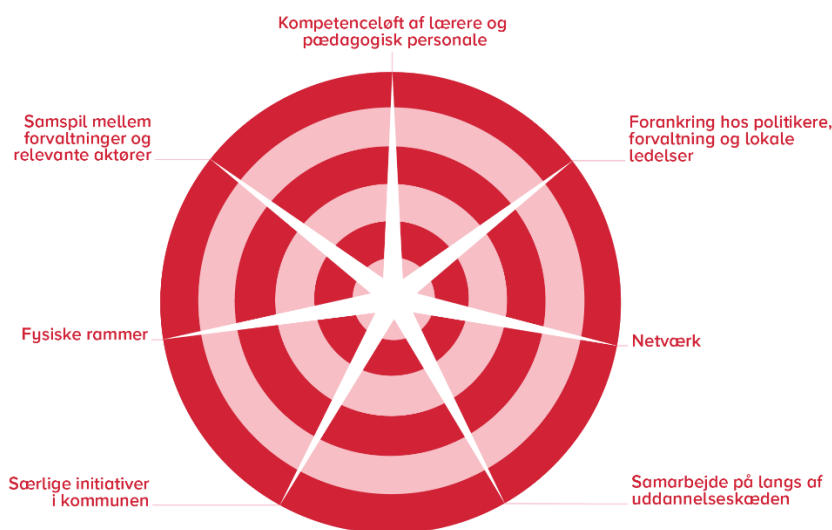 Kompetenceløft af lærere og
pædagogisk personale
Samspil mellem
forvaltninger og
relevante aktører
Forankring hos politikere,
forvaltning og lokale
ledelser
Fysiske rammer
Netværk
Særlige initiativer
i kommunen
Samarbejde på langs af
uddannelseskæden